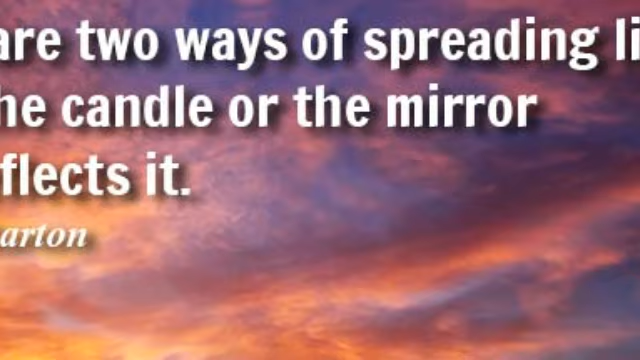 are two ways of spreading li
he candle or the mirror
flects it.
arton